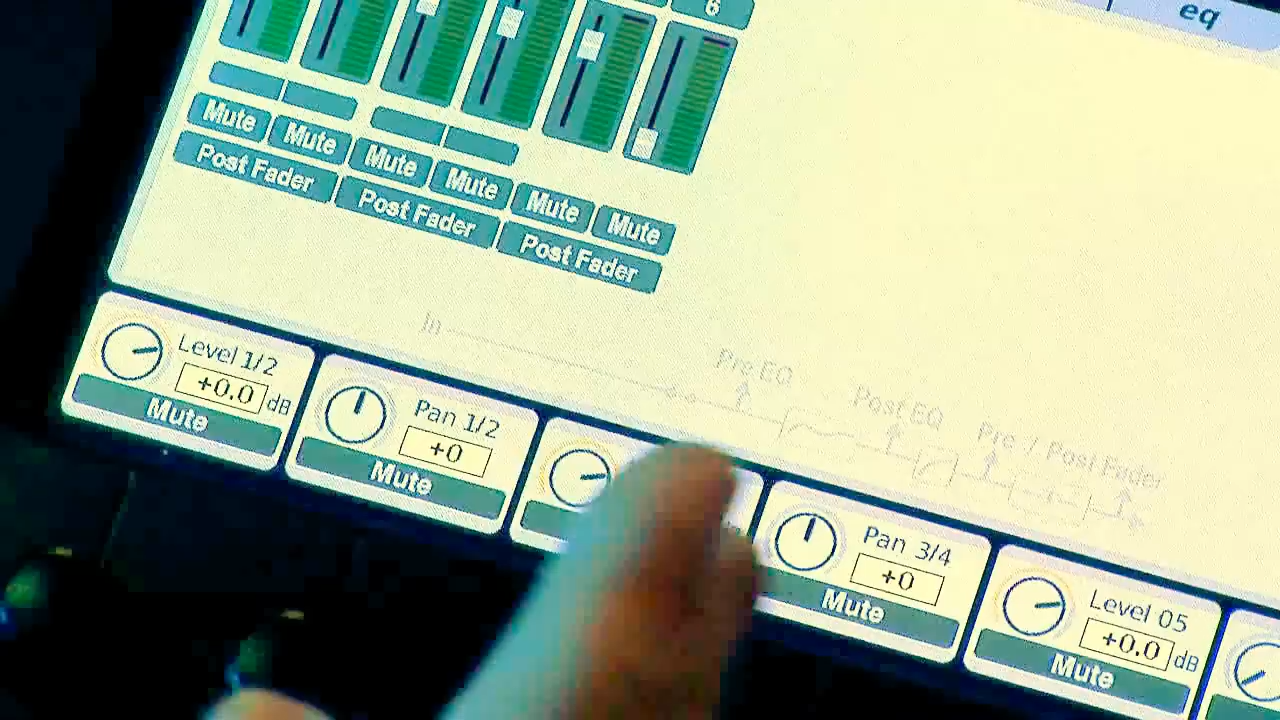 eq
6
Mute Mute Mute Mute Mute Mute
Post Fader Post Fader Post Fader
In Pre EQ Post EQ Pre / Post Fader
Level 1/2
+0.0 dB
Mute
Pan 1/2
+0
Mute
Pan 3/4
+0
Mute
Level 05
+0.0 dB
Mute